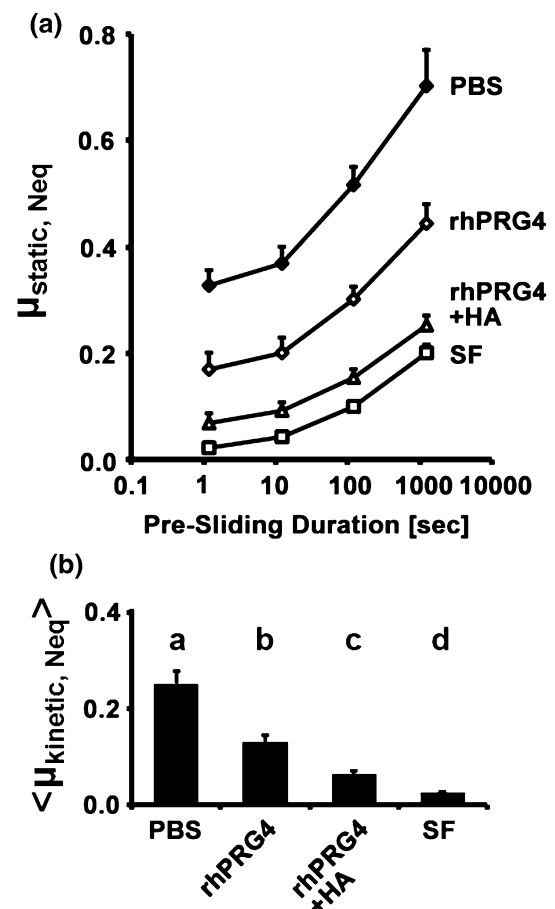 (a)
0.8
0.6
0.4
0.2
0.0
μstatic, Neq
PBS
rhPRG4
rhPRG4
+HA
SF
0.1 1 10 100 1000 10000
Pre-Sliding Duration [sec]
(b)
0.4
0.2
0.0
<μkinetic, Neq>
a b c d
PBS
rhPRG4
rhPRG4
+HA
SF